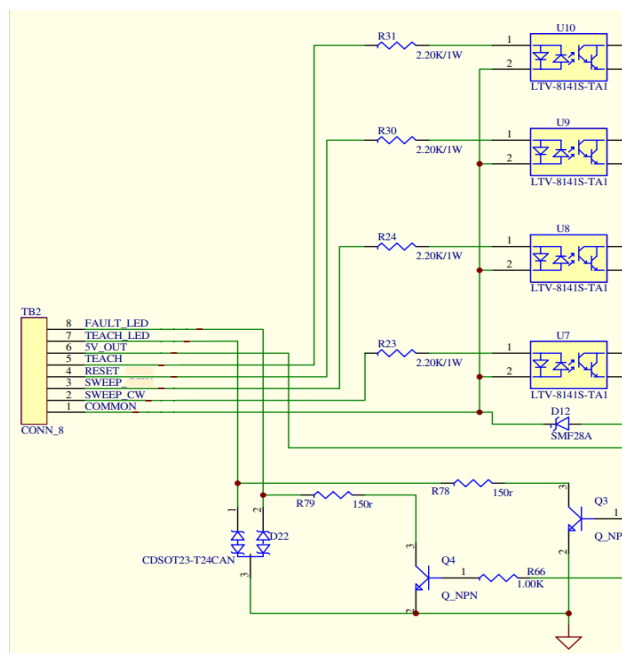 U10
R31
1
2.20K/1W
2
LTV-8141S-TA1
U9
R30
1
2.20K/1W
2
LTV-8141S-TA1
U8
R24
1
2.20K/1W
2
LTV-8141S-TA1
TB2
8 FAULT_LED
7 TEACH_LED
6 5V_OUT
5 TEACH
4 RESET
3 SWEEP_
2 SWEEP_CW
1 COMMON
CONN_8
U7
R23
1
2.20K/1W
2
LTV-8141S-TA1
D12
SMF28A
R78
150r
3
Q3
1
Q_NPN
2
R79
150r
1
2
D22
CDSOT23-T24CAN
3
3
Q4
1
R66
1.00K
Q_NPN
2